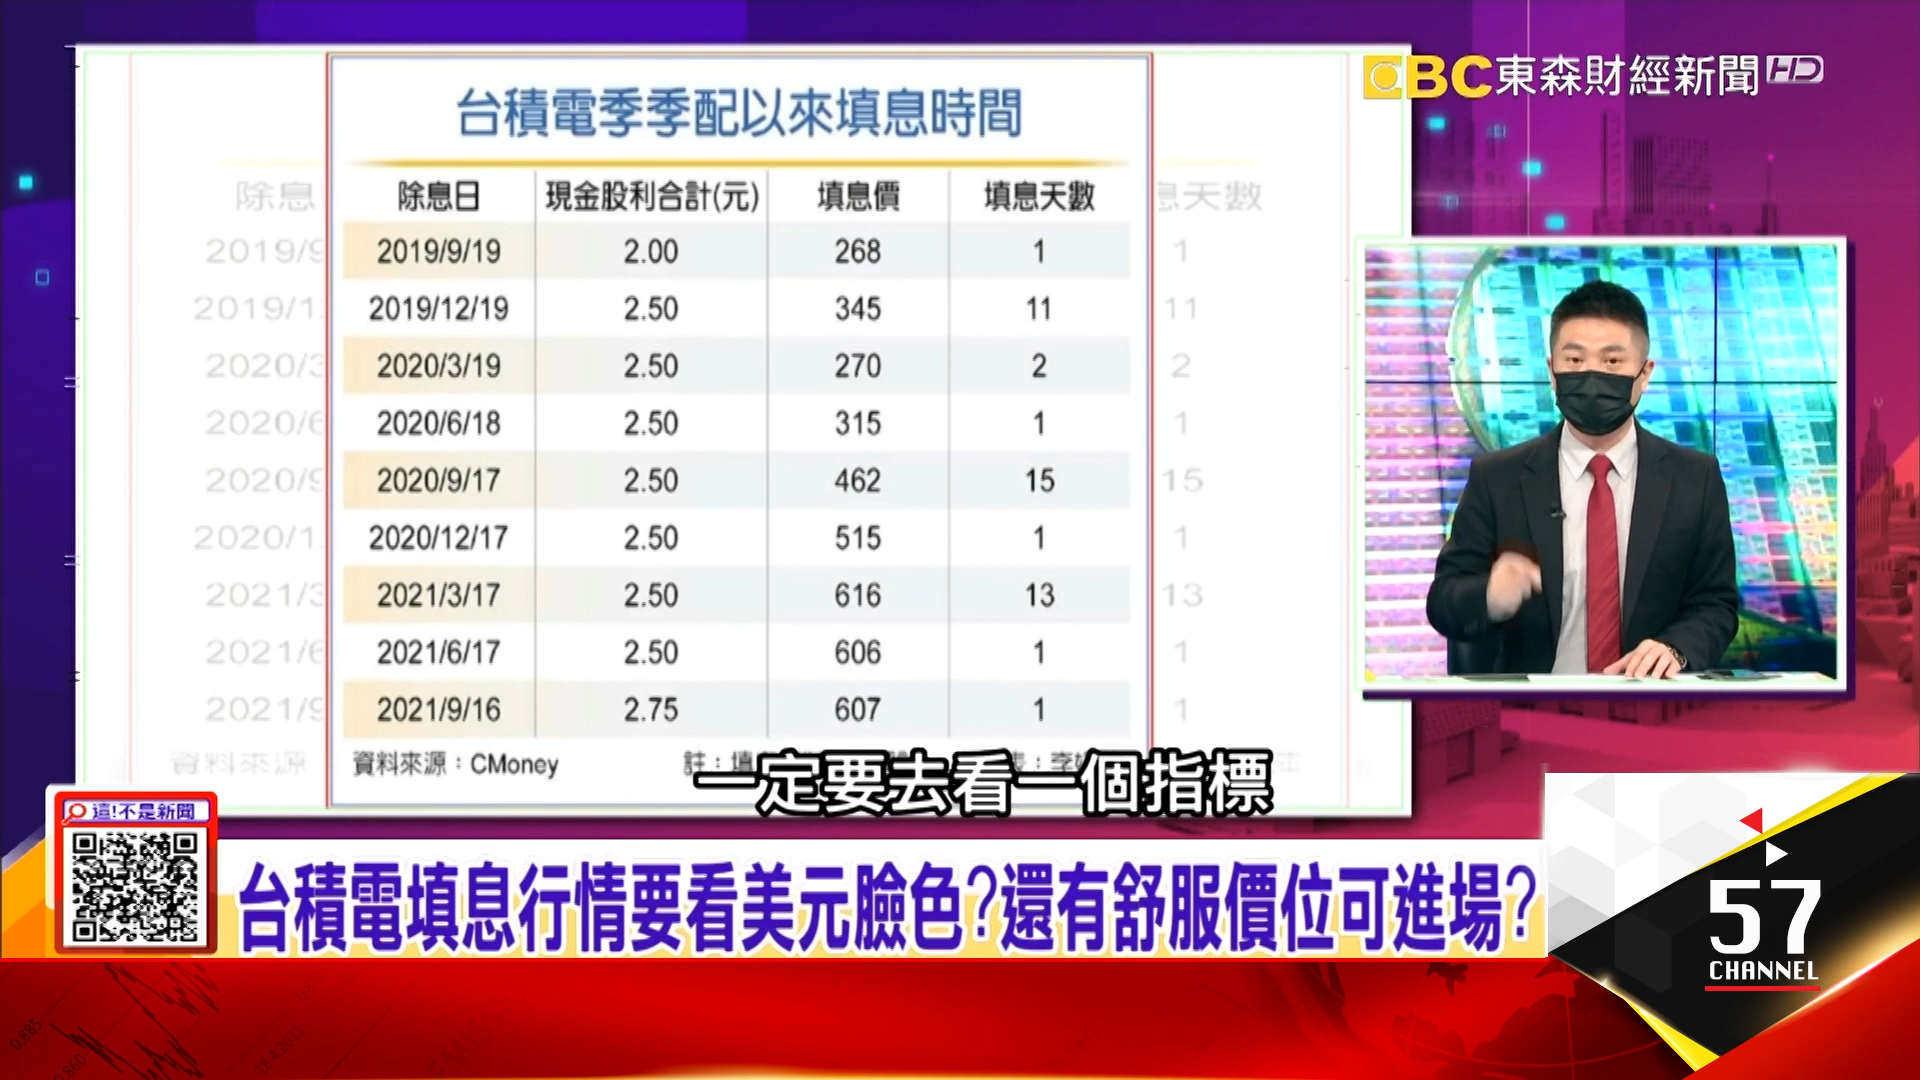 EBC東森財經新聞HD
台積電季季配以來填息時間
除息日 現金股利合計(元) 填息價 填息天數
2019/9/19 2.00 268 1
2019/12/19 2.50 345 11
2020/3/19 2.50 270 2
2020/6/18 2.50 315 1
2020/9/17 2.50 462 15
2020/12/17 2.50 515 1
2021/3/17 2.50 616 13
2021/6/17 2.50 606 1
2021/9/16 2.75 607 1
資料來源：CMoney
一定要去看一個指標
這!不是新聞
台積電填息行情要看美元臉色?還有舒服價位可進場?
57
CHANNEL